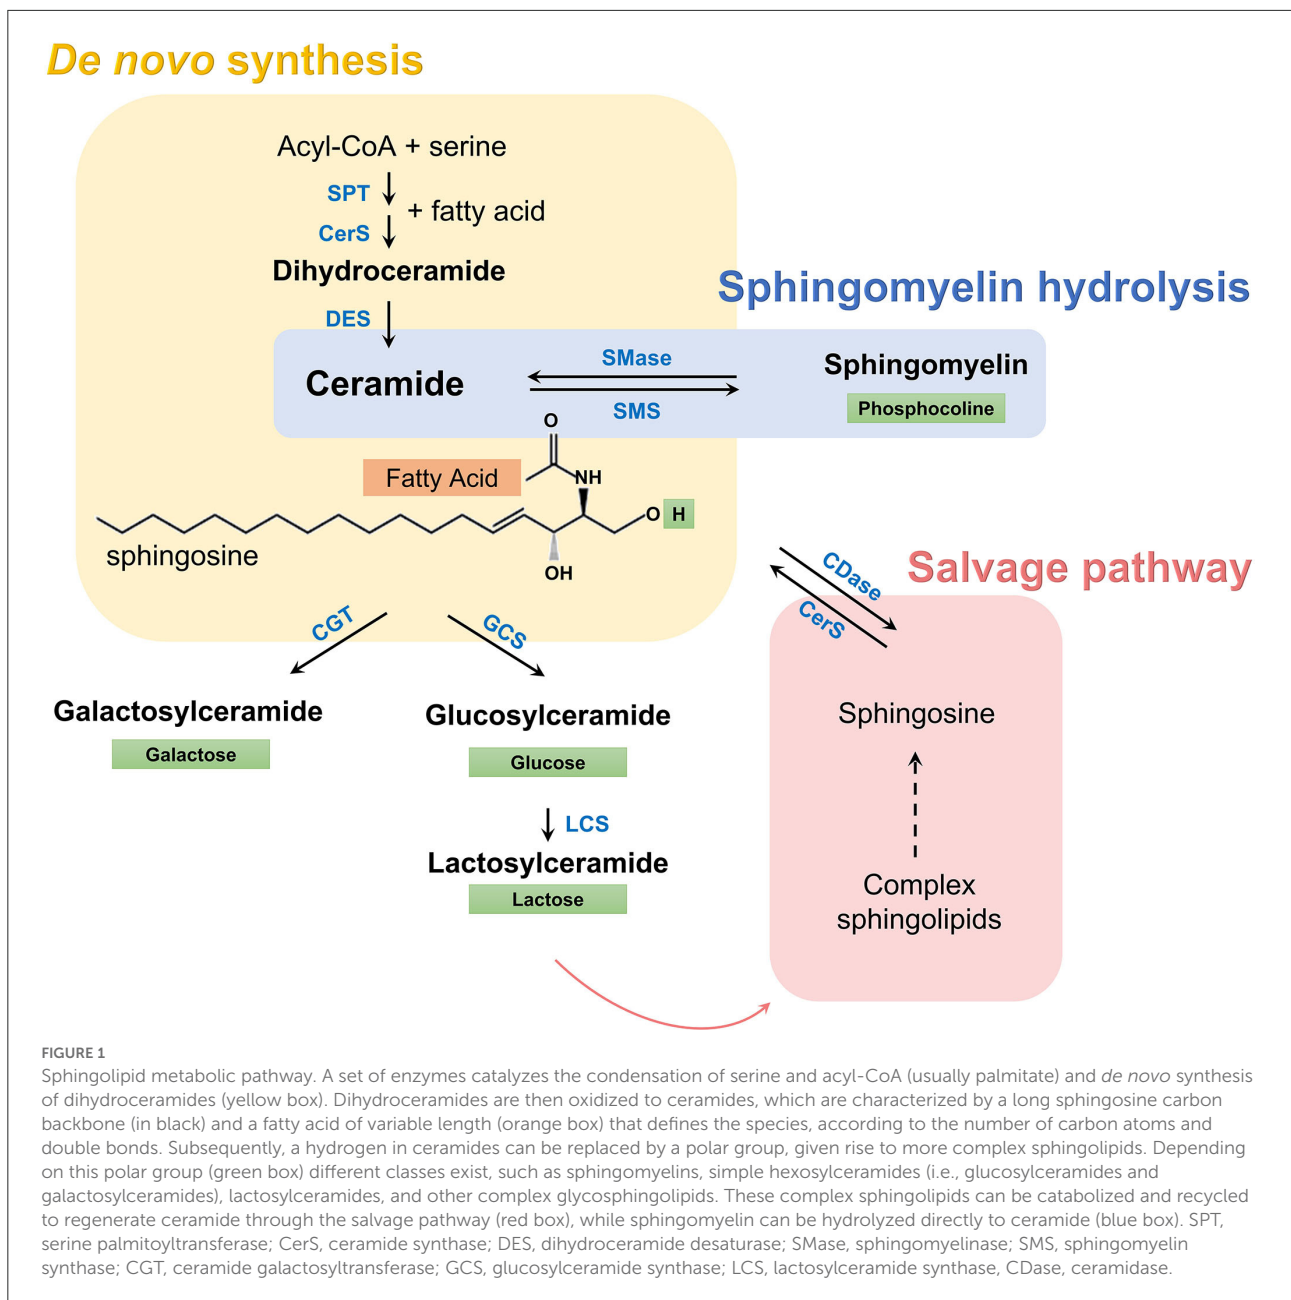 De novo synthesis
Acyl-CoA + serine
SPT
+ fatty acid
CerS
Dihydroceramide
DES
Sphingomyelin hydrolysis
Ceramide
SMase
SMS
Sphingomyelin
Phosphocoline
O
Fatty Acid
NH
O H
sphingosine
OH
Salvage pathway
CDase
CerS
CGT
GCS
Galactosylceramide
Galactose
Glucosylceramide
Glucose
LCS
Lactosylceramide
Lactose
Sphingosine
Complex
sphingolipids
FIGURE 1
Sphingolipid metabolic pathway. A set of enzymes catalyzes the condensation of serine and acyl-CoA (usually palmitate) and de novo synthesis
of dihydroceramides (yellow box). Dihydroceramides are then oxidized to ceramides, which are characterized by a long sphingosine carbon
backbone (in black) and a fatty acid of variable length (orange box) that defines the species, according to the number of carbon atoms and
double bonds. Subsequently, a hydrogen in ceramides can be replaced by a polar group, given rise to more complex sphingolipids. Depending
on this polar group (green box) different classes exist, such as sphingomyelins, simple hexosylceramides (i.e., glucosylceramides and
galactosylceramides), lactosylceramides, and other complex glycosphingolipids. These complex sphingolipids can be catabolized and recycled
to regenerate ceramide through the salvage pathway (red box), while sphingomyelin can be hydrolyzed directly to ceramide (blue box). SPT,
serine palmitoyltransferase; CerS, ceramide synthase; DES, dihydroceramide desaturase; SMase, sphingomyelinase; SMS, sphingomyelin
synthase; CGT, ceramide galactosyltransferase; GCS, glucosylceramide synthase; LCS, lactosylceramide synthase, CDase, ceramidase.